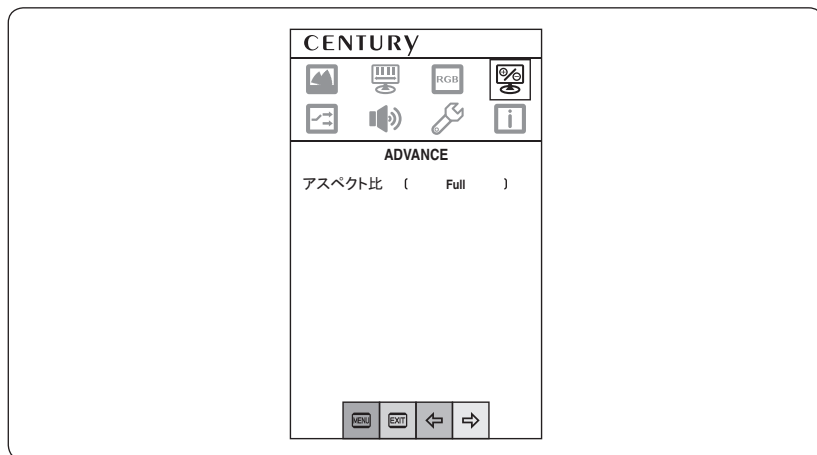 CENTURY
RGB
i
ADVANCE
アスペクト比 ( Full )
MENU EXIT